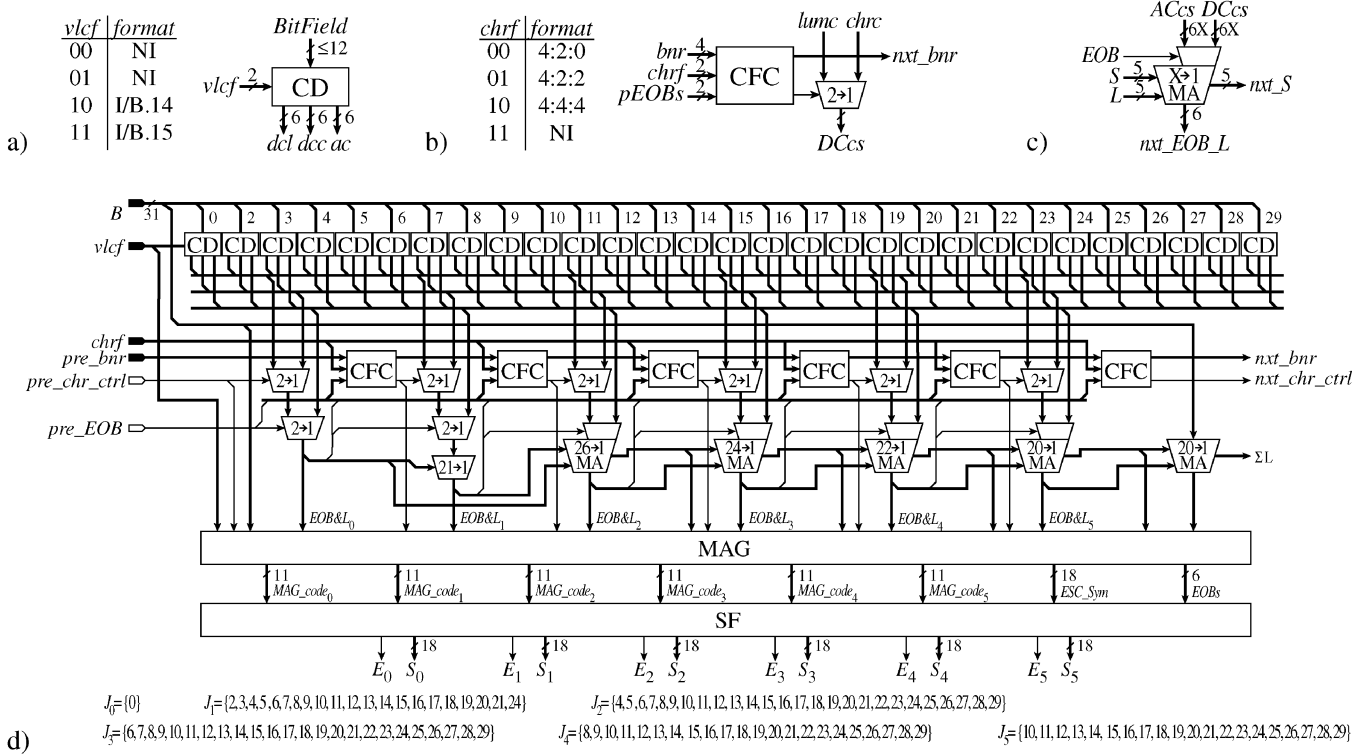 vlcf format
00 NI
01 NI
10 I/B.14
11 I/B.15
a)
BitField
≤12
vlcf 2 CD
6 6 6
dcl dcc ac
chrf format
00 4:2:0
01 4:2:2
10 4:4:4
11 NI
b)
lumc chrc
bnr 4
chrf 2
pEOBs 2
CFC
nxt_bnr
2→1
DCcs
ACcs DCcs
6X 6X
EOB
S 5
L 5
X→1
MA
5 nxt_S
6
nxt_EOB_L
c)
B 31
0 2 3 4 5 6 7 8 9 10 11 12 13 14 15 16 17 18 19 20 21 22 23 24 25 26 27 28 29
vlcf
CD CD CD CD CD CD CD CD CD CD CD CD CD CD CD CD CD CD CD CD CD CD CD CD CD CD CD CD CD
chrf
pre_bnr
CFC CFC CFC CFC CFC CFC
nxt_bnr
pre_chr_ctrl
2→1 2→1 2→1 2→1 2→1 2→1
nxt_chr_ctrl
pre_EOB
2→1 2→1
21→1
26→1 24→1 22→1 20→1 20→1
MA MA MA MA MA
ΣL
EOB&L0 EOB&L1 EOB&L2 EOB&L3 EOB&L4 EOB&L5
MAG
11 11 11 11 11 11 18 6
MAG_code0 MAG_code1 MAG_code2 MAG_code3 MAG_code4 MAG_code5 ESC_Sym EOBs
SF
18 18 18 18 18 18
E0 S0 E1 S1 E2 S2 E3 S3 E4 S4 E5 S5
J0={0} J1={2,3,4,5,6,7,8,9,10,11,12,13,14,15,16,17,18,19,20,21,24} J2={4,5,6,7,8,9,10,11,12,13,14,15,16,17,18,19,20,21,22,23,24,25,26,27,28,29}
J3={6,7,8,9,10,11,12,13,14,15,16,17,18,19,20,21,22,23,24,25,26,27,28,29} J4={8,9,10,11,12,13,14,15,16,17,18,19,20,21,22,23,24,25,26,27,28,29} J5={10,11,12,13,14,15,16,17,18,19,20,21,22,23,24,25,26,27,28,29}
d)